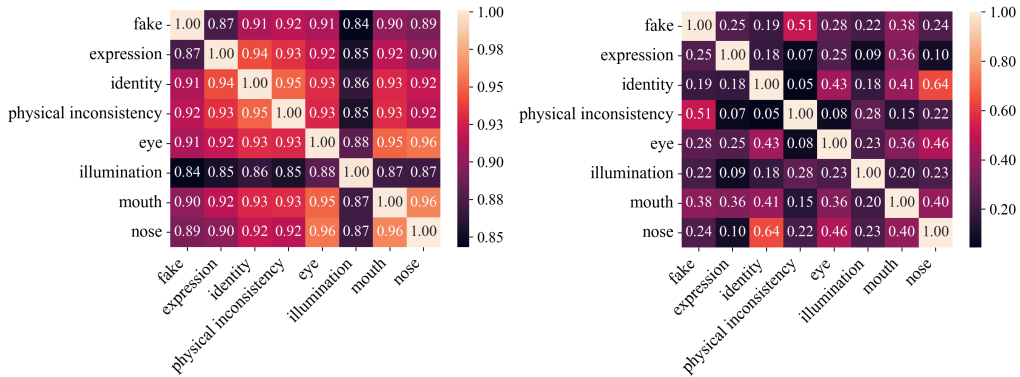 fake 1.00 0.87 0.91 0.92 0.91 0.84 0.90 0.89
expression 0.87 1.00 0.94 0.93 0.92 0.85 0.92 0.90
identity 0.91 0.94 1.00 0.95 0.93 0.86 0.93 0.92
physical inconsistency 0.92 0.93 0.95 1.00 0.93 0.85 0.93 0.92
eye 0.91 0.92 0.93 0.93 1.00 0.88 0.95 0.96
illumination 0.84 0.85 0.86 0.85 0.88 1.00 0.87 0.87
mouth 0.90 0.92 0.93 0.93 0.95 0.87 1.00 0.96
nose 0.89 0.90 0.92 0.92 0.96 0.87 0.96 1.00
fake
expression
identity
physical inconsistency
eye
illumination
mouth
nose
1.00
0.98
0.95
0.93
0.90
0.88
0.85
fake 1.00 0.25 0.19 0.51 0.28 0.22 0.38 0.24
expression 0.25 1.00 0.18 0.07 0.25 0.09 0.36 0.10
identity 0.19 0.18 1.00 0.05 0.43 0.18 0.41 0.64
physical inconsistency 0.51 0.07 0.05 1.00 0.08 0.28 0.15 0.22
eye 0.28 0.25 0.43 0.08 1.00 0.23 0.36 0.46
illumination 0.22 0.09 0.18 0.28 0.23 1.00 0.20 0.23
mouth 0.38 0.36 0.41 0.15 0.36 0.20 1.00 0.40
nose 0.24 0.10 0.64 0.22 0.46 0.23 0.40 1.00
fake
expression
identity
physical inconsistency
eye
illumination
mouth
nose
1.00
0.80
0.60
0.40
0.20